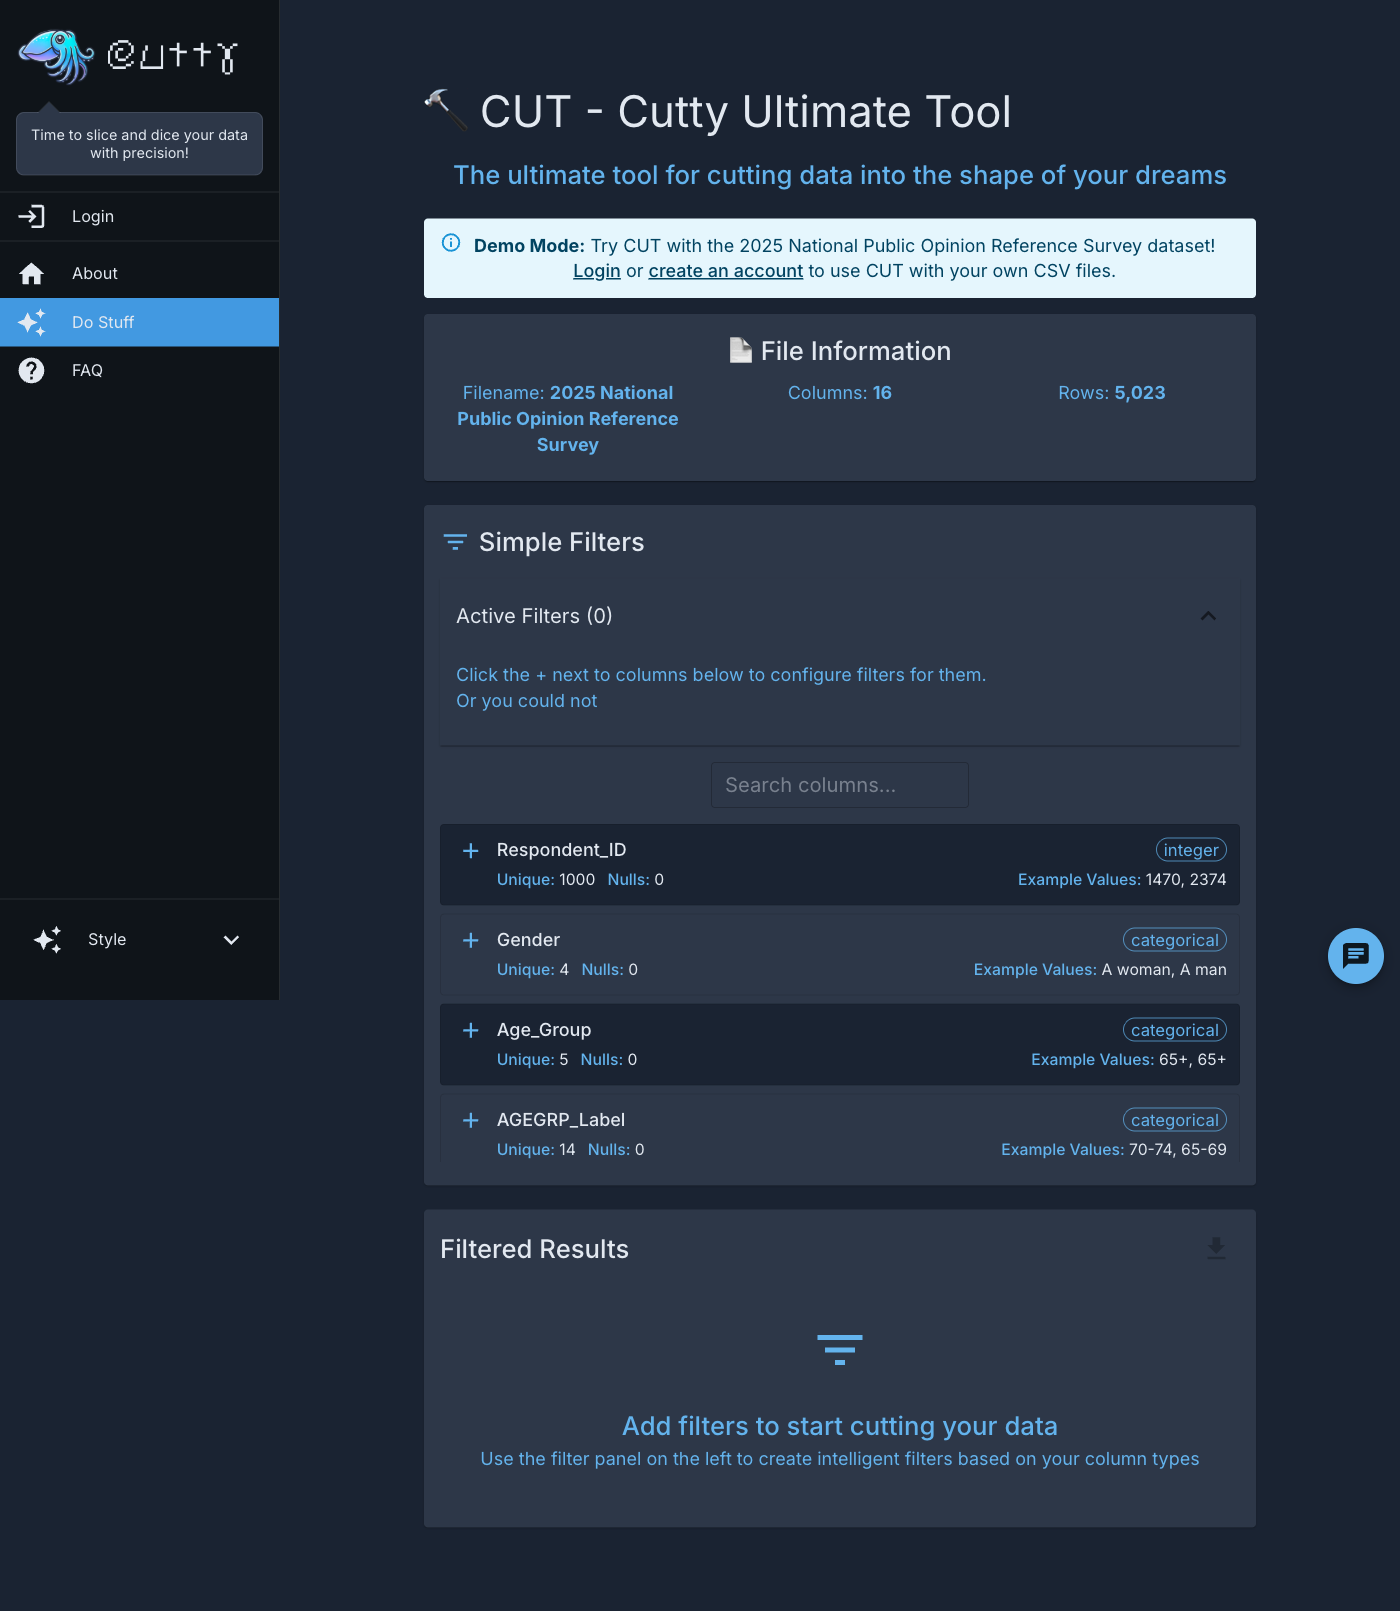 Cutty
Time to slice and dice your data
with precision!
Login
About
Do Stuff
FAQ
Style
CUT - Cutty Ultimate Tool
The ultimate tool for cutting data into the shape of your dreams
Demo Mode: Try CUT with the 2025 National Public Opinion Reference Survey dataset!
Login or create an account to use CUT with your own CSV files.
File Information
Filename: 2025 National
Public Opinion Reference
Survey
Columns: 16
Rows: 5,023
Simple Filters
Active Filters (0)
Click the + next to columns below to configure filters for them.
Or you could not
Search columns...
Respondent_ID
integer
Unique: 1000 Nulls: 0
Example Values: 1470, 2374
Gender
categorical
Unique: 4 Nulls: 0
Example Values: A woman, A man
Age_Group
categorical
Unique: 5 Nulls: 0
Example Values: 65+, 65+
AGEGRP_Label
categorical
Unique: 14 Nulls: 0
Example Values: 70-74, 65-69
Filtered Results
Add filters to start cutting your data
Use the filter panel on the left to create intelligent filters based on your column types